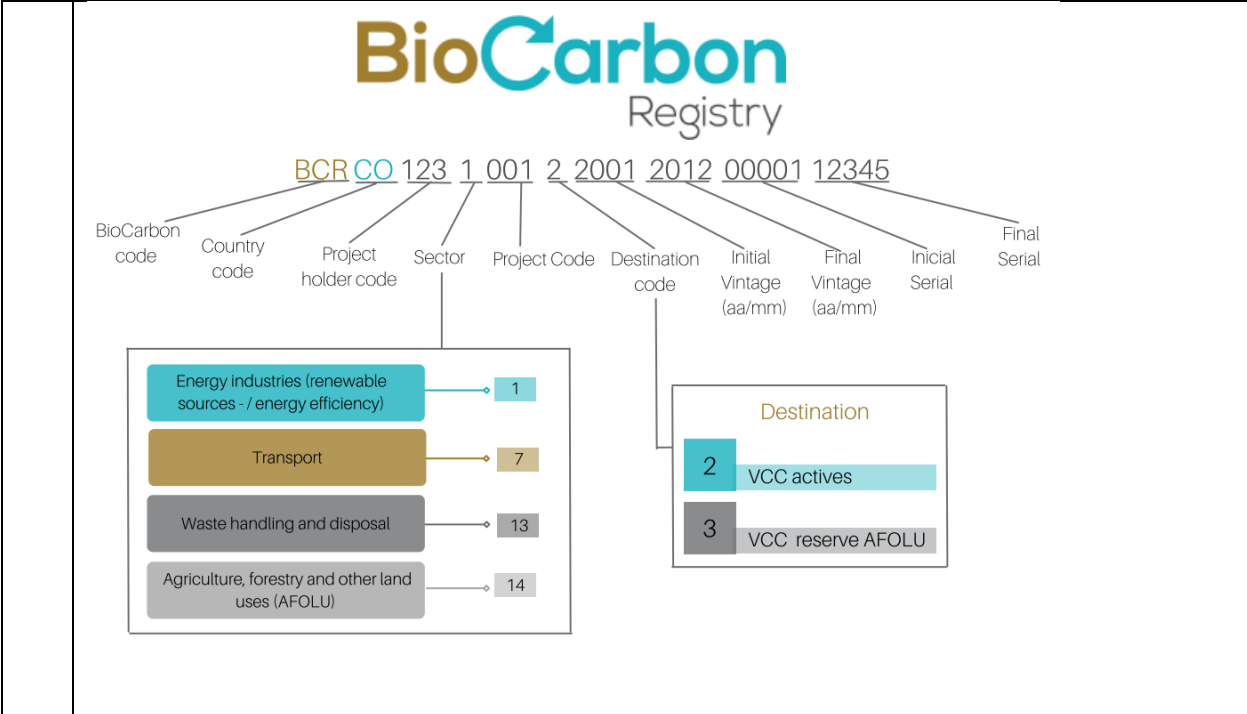 BioCarbon
Registry
BCR CO 123 1 001 2 2001 2012 00001 12345
BioCarbon
code
Country
code
Project
holder code
Sector
Project Code
Destination
code
Initial
Vintage
(aa/mm)
Final
Vintage
(aa/mm)
Inicial
Serial
Final
Serial
Energy industries (renewable
sources - / energy efficiency)
1
Transport
7
Waste handling and disposal
13
Agriculture, forestry and other land
uses (AFOLU)
14
Destination
2
VCC actives
3
VCC reserve AFOLU